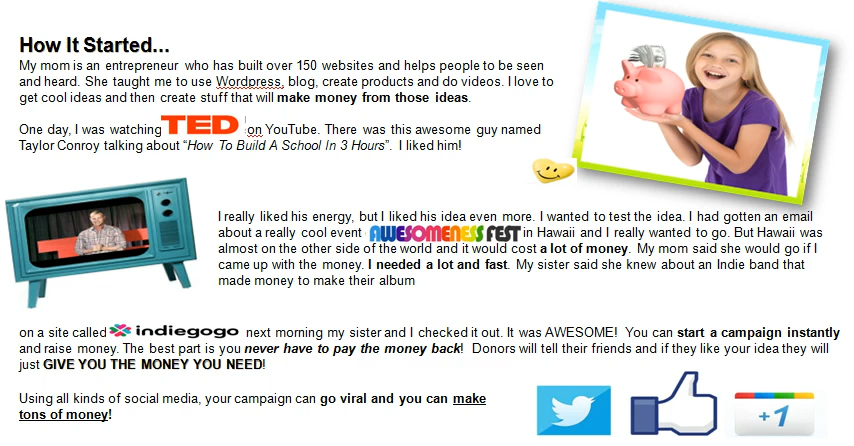 How It Started...
My mom is an entrepreneur who has built over 150 websites and helps people to be seen
and heard. She taught me to use Wordpress, blog, create products and do videos. I love to
get cool ideas and then create stuff that will make money from those ideas.
One day, I was watching TED on YouTube. There was this awesome guy named
Taylor Conroy talking about “How To Build A School In 3 Hours”. I liked him!
I really liked his energy, but I liked his idea even more. I wanted to test the idea. I had gotten an email
about a really cool event AWESOMENESS FEST in Hawaii and I really wanted to go. But Hawaii was
almost on the other side of the world and it would cost a lot of money. My mom said she would go if I
came up with the money. I needed a lot and fast. My sister said she knew about an Indie band that
made money to make their album
on a site called indiegogo next morning my sister and I checked it out. It was AWESOME! You can start a campaign instantly
and raise money. The best part is you never have to pay the money back! Donors will tell their friends and if they like your idea they will
just GIVE YOU THE MONEY YOU NEED!
Using all kinds of social media, your campaign can go viral and you can make
tons of money!
+1